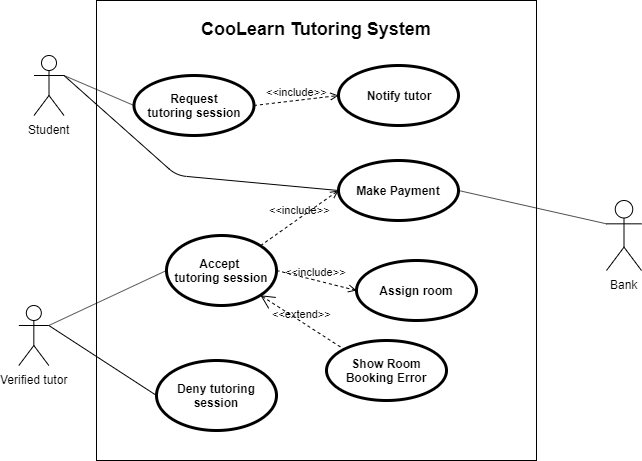 CooLearn Tutoring System
Student
Request
tutoring session
<<include>>
Notify tutor
Make Payment
<<include>>
Bank
Accept
tutoring session
<<include>>
Assign room
<<extend>>
Verified tutor
Show Room
Booking Error
Deny tutoring
session